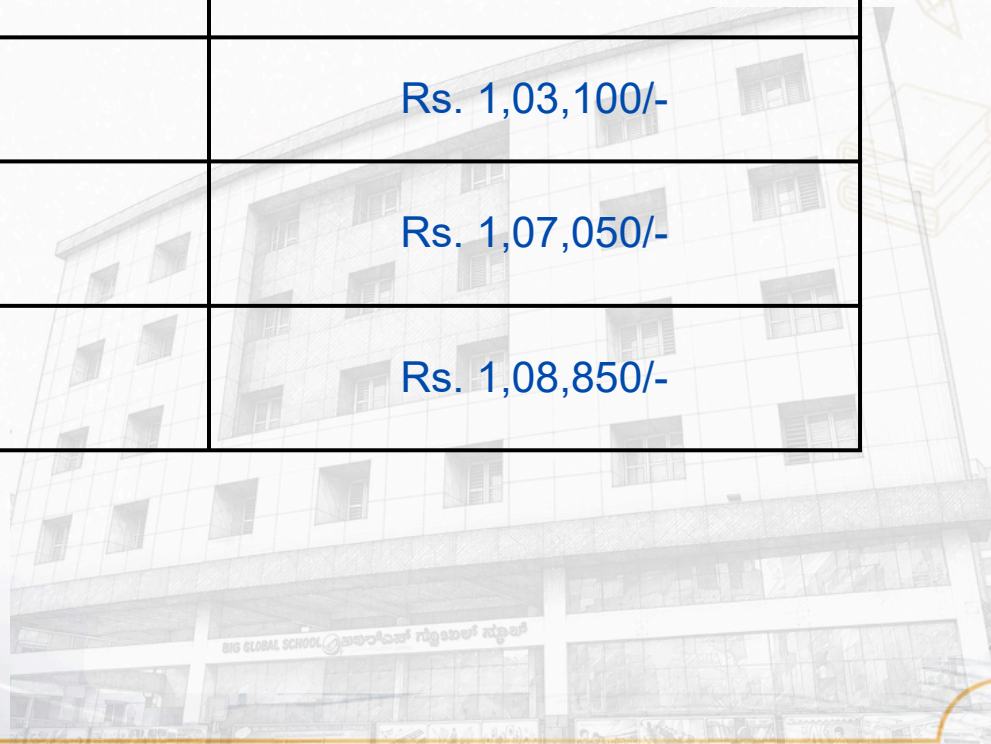 Rs. 1,03,100/-
Rs. 1,07,050/-
Rs. 1,08,850/-
BIG GLOBAL SCHOOL